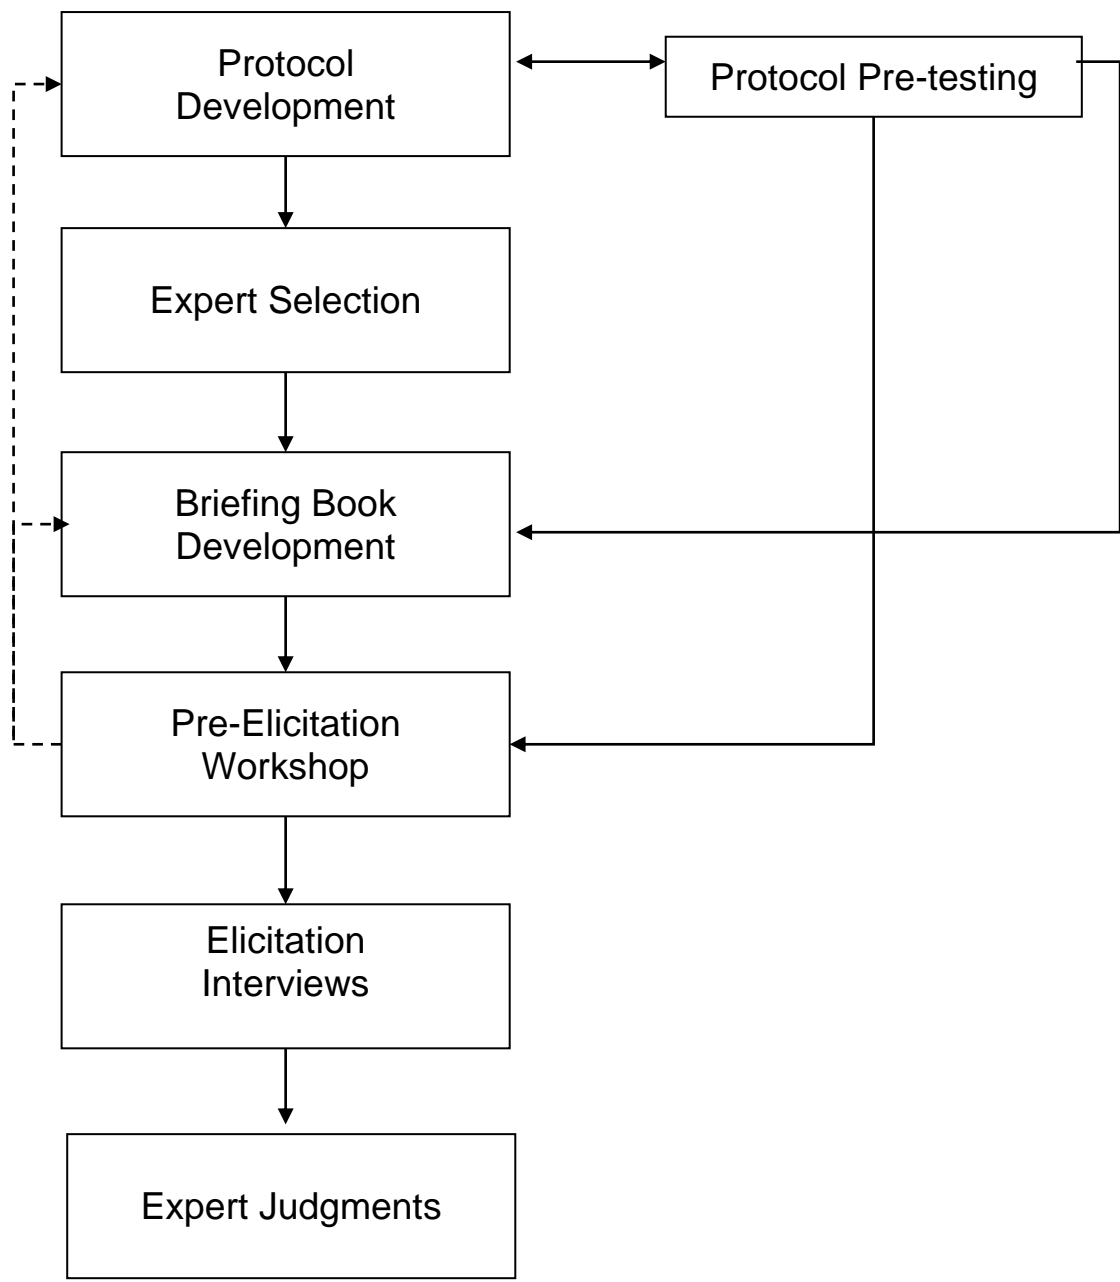 Protocol
Development
Protocol Pre-testing
Expert Selection
Briefing Book
Development
Pre-Elicitation
Workshop
Elicitation
Interviews
Expert Judgments